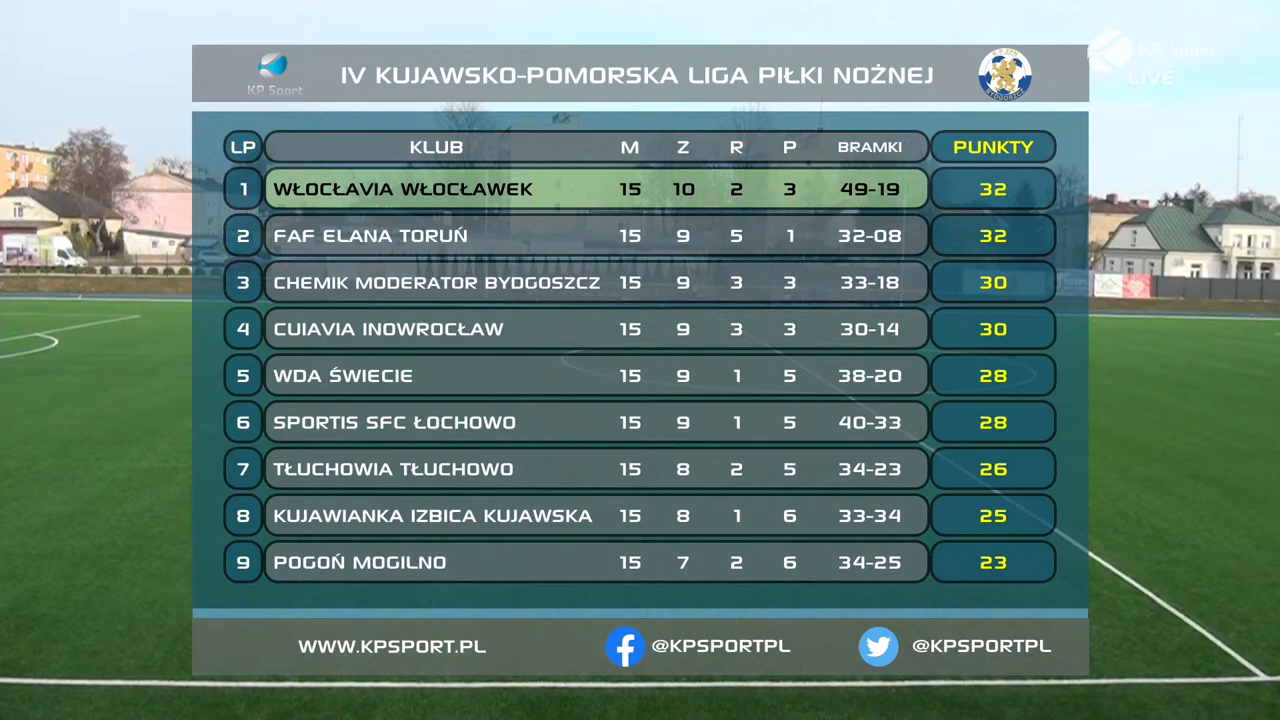 KP Sport
IV KUJAWSKO-POMORSKA LIGA PIŁKI NOŻNEJ
KP Sport
LIVE
LP KLUB M Z R P BRAMKI PUNKTY
1 WŁOCŁAVIA WŁOCŁAWEK 15 10 2 3 49-19 32
2 FAF ELANA TORUŃ 15 9 5 1 32-08 32
3 CHEMIK MODERATOR BYDGOSZCZ 15 9 3 3 33-18 30
4 CUIAVIA INOWROCŁAW 15 9 3 3 30-14 30
5 WDA ŚWIECIE 15 9 1 5 38-20 28
6 SPORTIS SFC ŁOCHOWO 15 9 1 5 40-33 28
7 TŁUCHOWIA TŁUCHOWO 15 8 2 5 34-23 26
8 KUJAWIANKA IZBICA KUJAWSKA 15 8 1 6 33-34 25
9 POGOŃ MOGILNO 15 7 2 6 34-25 23
WWW.KPSPORT.PL @KPSPORTPL @KPSPORTPL